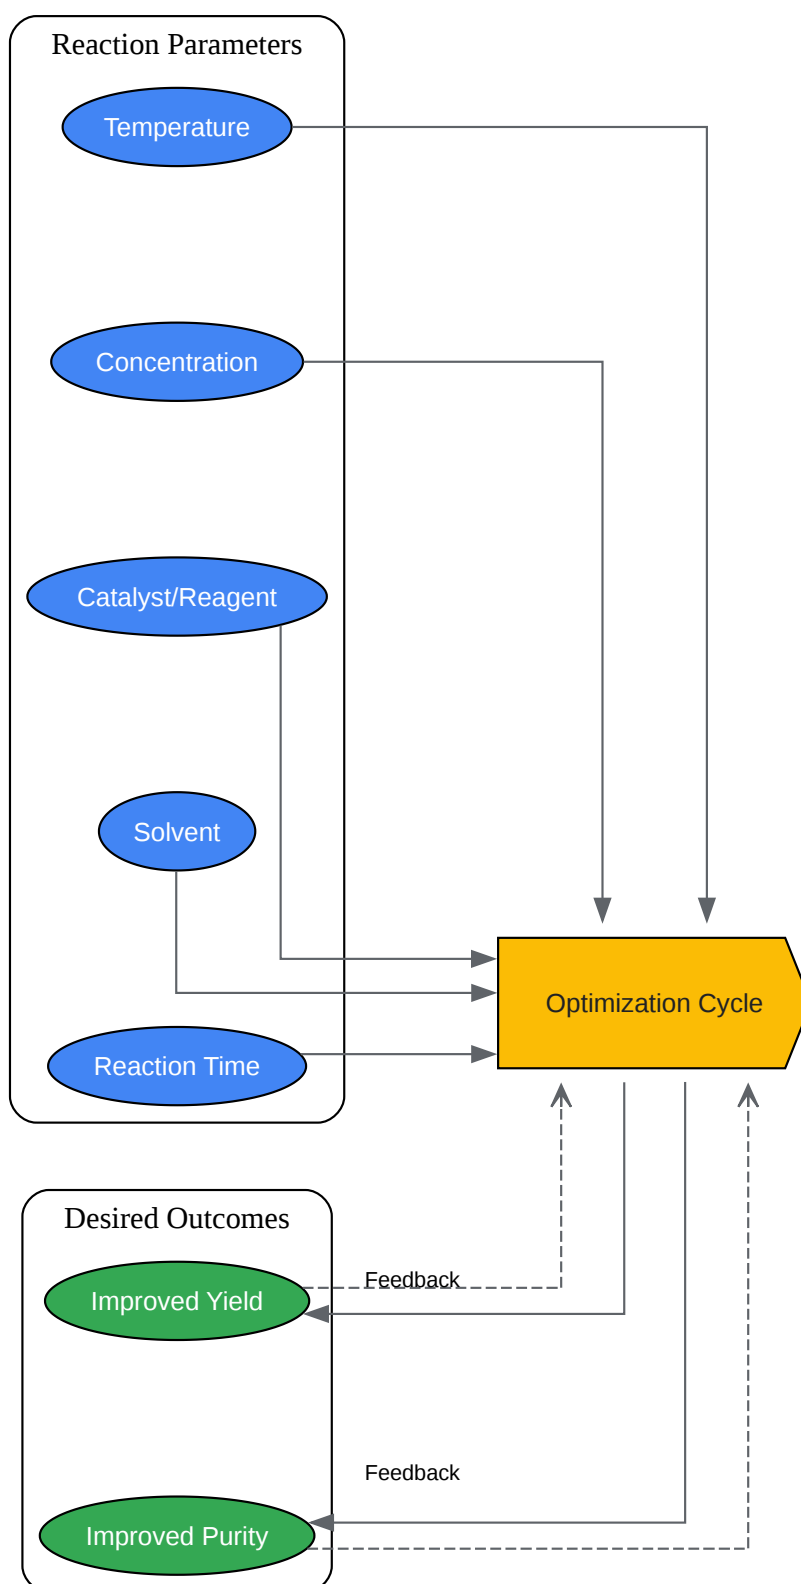 Reaction Parameters
Temperature
Concentration
Catalyst/Reagent
Solvent
Optimization Cycle
Reaction Time
Desired Outcomes
Feedback
Improved Yield
Feedback
Improved Purity